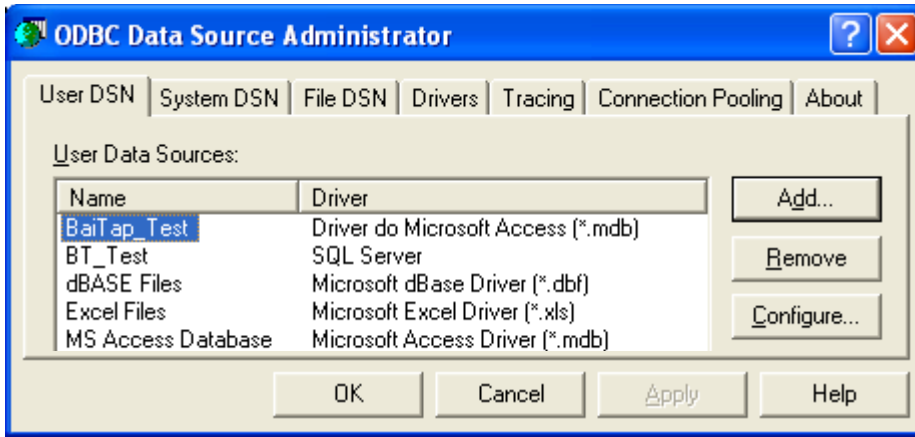 ODBC Data Source Administrator
User DSN System DSN File DSN Drivers Tracing Connection Pooling About
User Data Sources:
Name Driver
BaiTap_Test Driver do Microsoft Access (*.mdb)
BT_Test SQL Server
dBASE Files Microsoft dBase Driver (*.dbf)
Excel Files Microsoft Excel Driver (*.xls)
MS Access Database Microsoft Access Driver (*.mdb)
Add...
Remove
Configure...
OK Cancel Apply Help